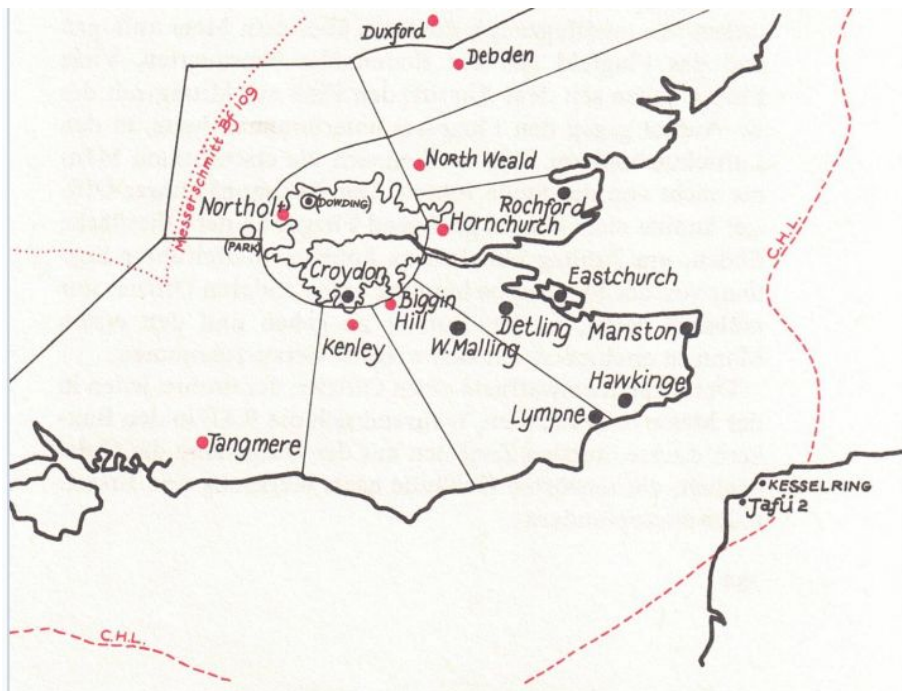 Duxford
Debden
Messerschmitt Bf 109
North Weald
Rochford
Northolt
DOWDING
Hornchurch
(PARK)
C.H.L.
Croydon
Eastchurch
Biggin
Hill
Detling
Manston
Kenley
W. Malling
Hawkinge
Lympne
Tangmere
KESSELRING
Jafü 2
C.H.L.